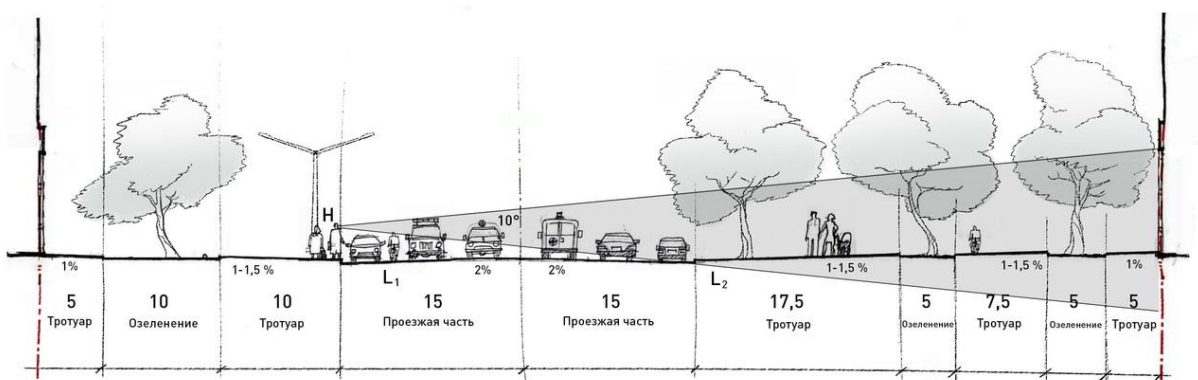 H
10°
1%
1-1,5 %
L1
2%
2%
L2
1-1,5 %
1-1,5 %
1%
5
10
10
15
15
17,5
5
7,5
5
5
Тротуар
Озеленение
Тротуар
Проезжая часть
Проезжая часть
Тротуар
Озеленение
Тротуар
Озеленение
Тротуар